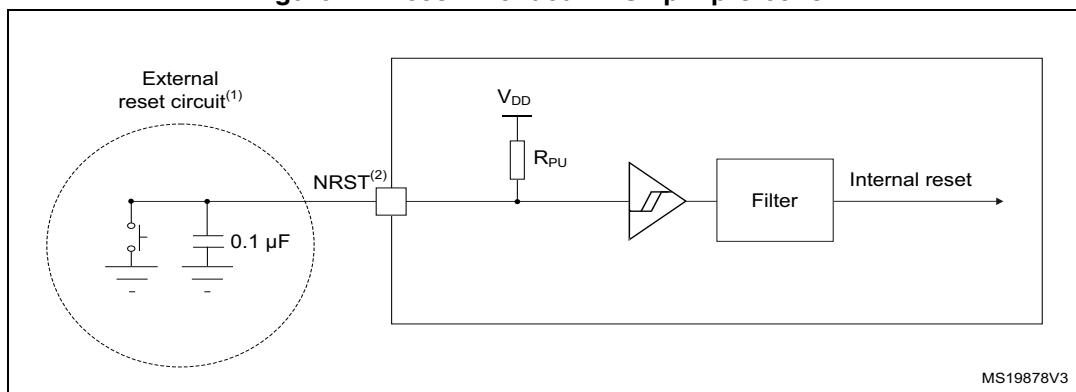 External
reset circuit(1)
VDD
RPU
NRST(2)
Filter
Internal reset
0.1 µF
MS19878V3